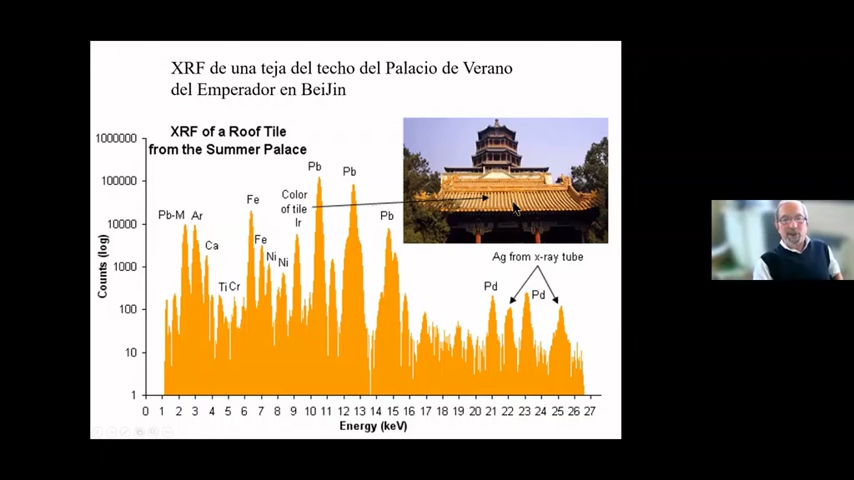 XRF de una teja del techo del Palacio de Verano
del Emperador en BeiJin
XRF of a Roof Tile
from the Summer Palace
1000000
100000
10000
1000
100
10
1
Counts (log)
Pb-M
Ar
Ca
Ti
Cr
Fe
Fe
Ni
Ni
Color
of tile
Ir
Pb
Pb
Pb
Ag from x-ray tube
Pd
Pd
0 1 2 3 4 5 6 7 8 9 10 11 12 13 14 15 16 17 18 19 20 21 22 23 24 25 26 27
Energy (keV)